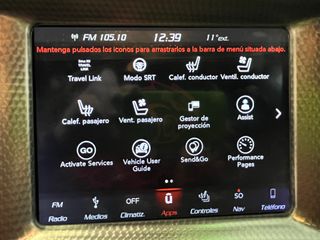 FM 105.10 12:39 11°ext.
Mantenga pulsados los iconos para arrastrarlos a la barra de menú situada abajo.
Travel Link Modo SRT Calef. conductor Ventil. conductor
Calef. pasajero Vent. pasajero Gestor de proyección Assist
GO
Activate Services Vehicle User Guide Send&Go Performance Pages
FM OFF SO
Radio Medios Climatiz. Apps Controles Nav Teléfono